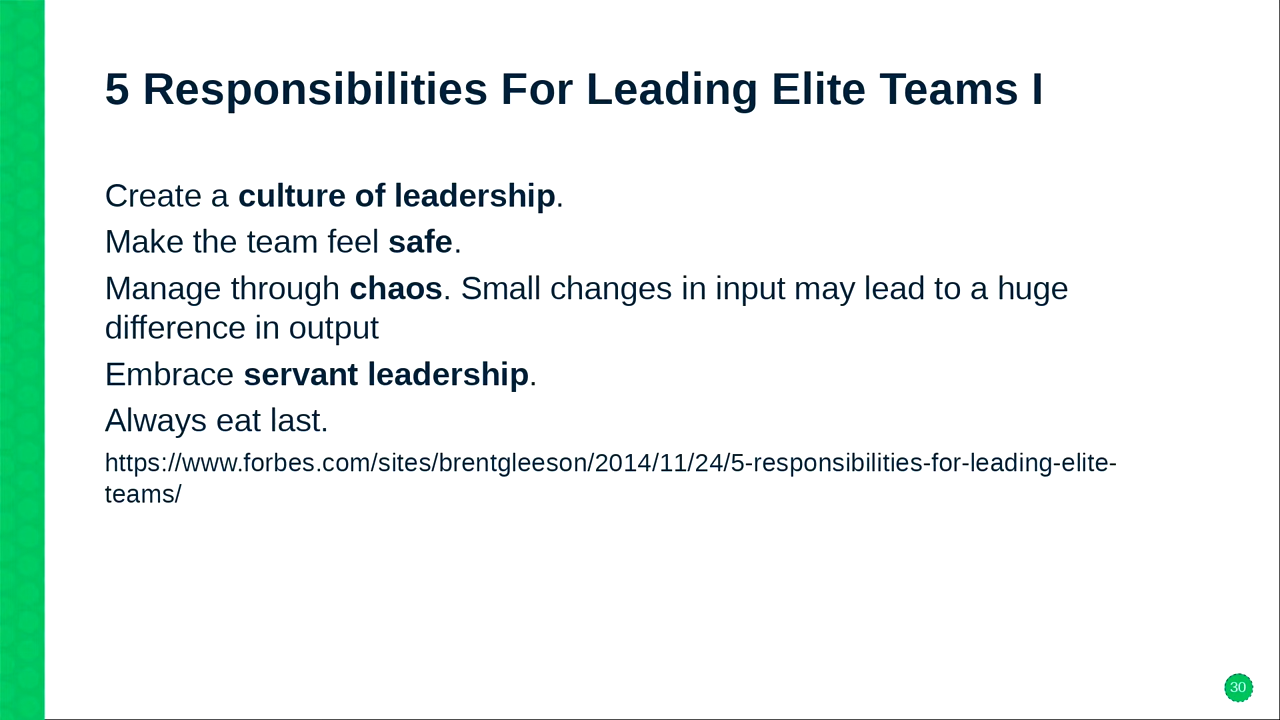 5 Responsibilities For Leading Elite Teams I
Create a culture of leadership.
Make the team feel safe.
Manage through chaos. Small changes in input may lead to a huge
difference in output
Embrace servant leadership.
Always eat last.
https://www.forbes.com/sites/brentgleeson/2014/11/24/5-responsibilities-for-leading-elite-
teams/
30